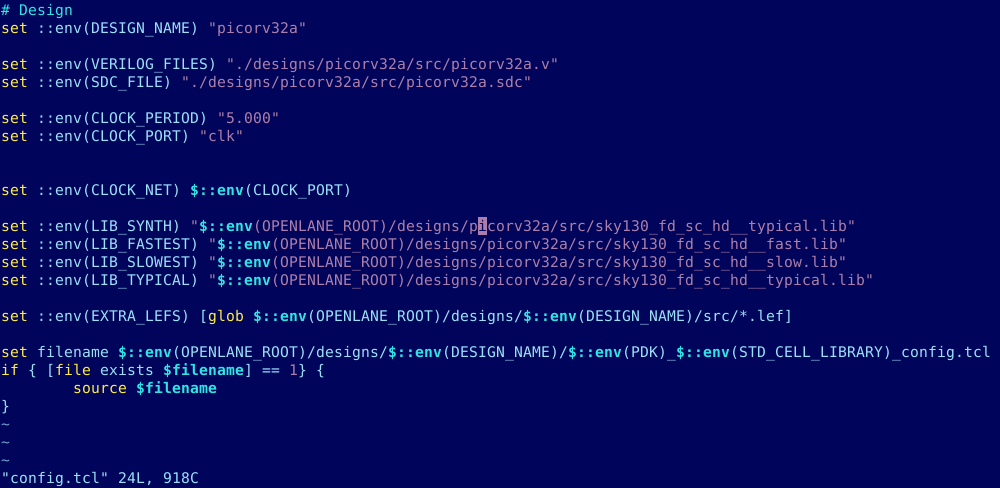 # Design
set ::env(DESIGN_NAME) "picorv32a"
set ::env(VERILOG_FILES) "./designs/picorv32a/src/picorv32a.v"
set ::env(SDC_FILE) "./designs/picorv32a/src/picorv32a.sdc"
set ::env(CLOCK_PERIOD) "5.000"
set ::env(CLOCK_PORT) "clk"
set ::env(CLOCK_NET) $::env(CLOCK_PORT)
set ::env(LIB_SYNTH) "$::env(OPENLANE_ROOT)/designs/picorv32a/src/sky130_fd_sc_hd__typical.lib"
set ::env(LIB_FASTEST) "$::env(OPENLANE_ROOT)/designs/picorv32a/src/sky130_fd_sc_hd__fast.lib"
set ::env(LIB_SLOWEST) "$::env(OPENLANE_ROOT)/designs/picorv32a/src/sky130_fd_sc_hd__slow.lib"
set ::env(LIB_TYPICAL) "$::env(OPENLANE_ROOT)/designs/picorv32a/src/sky130_fd_sc_hd__typical.lib"
set ::env(EXTRA_LEFS) [glob $::env(OPENLANE_ROOT)/designs/$::env(DESIGN_NAME)/src/*.lef]
set filename $::env(OPENLANE_ROOT)/designs/$::env(DESIGN_NAME)/$::env(PDK)_$::env(STD_CELL_LIBRARY)_config.tcl
if { [file exists $filename] == 1} {
        source $filename
}
~
~
~
"config.tcl" 24L, 918C